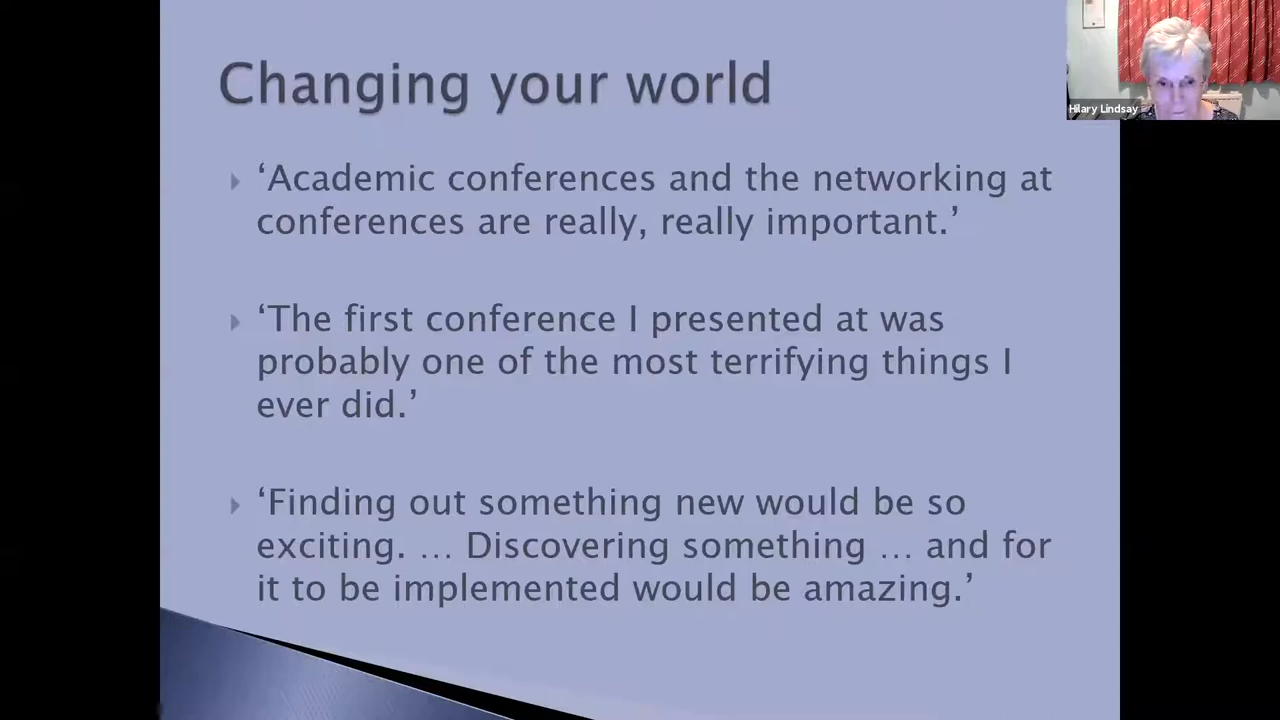 Changing your world
‘Academic conferences and the networking at
conferences are really, really important.’
‘The first conference I presented at was
probably one of the most terrifying things I
ever did.’
‘Finding out something new would be so
exciting. … Discovering something … and for
it to be implemented would be amazing.’
Hilary Lindsay